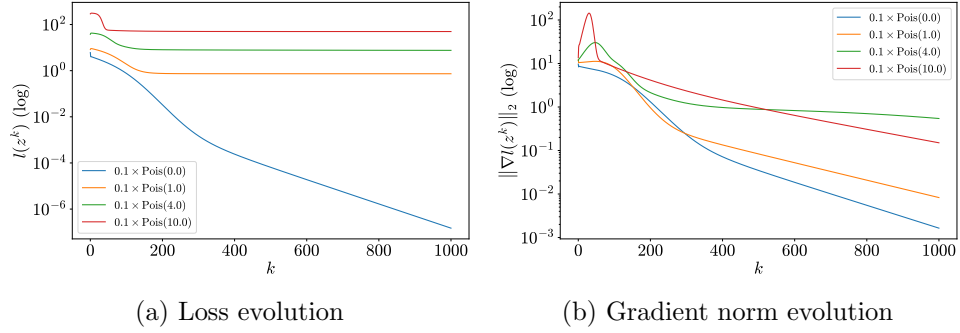 l(z^k) (log)
10^2
10^0
10^−2
10^−4
10^−6
0.1 × Pois(0.0)
0.1 × Pois(1.0)
0.1 × Pois(4.0)
0.1 × Pois(10.0)
0 200 400 600 800 1000
k
(a) Loss evolution
‖∇l(z^k)‖_2 (log)
10^2
10^1
10^0
10^−1
10^−2
10^−3
0.1 × Pois(0.0)
0.1 × Pois(1.0)
0.1 × Pois(4.0)
0.1 × Pois(10.0)
0 200 400 600 800 1000
k
(b) Gradient norm evolution